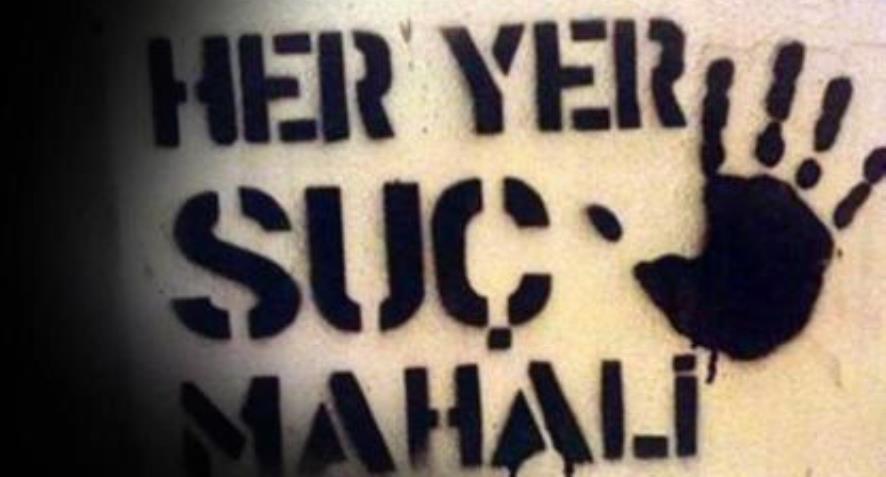 HER YER
SUÇ
MAHALİ